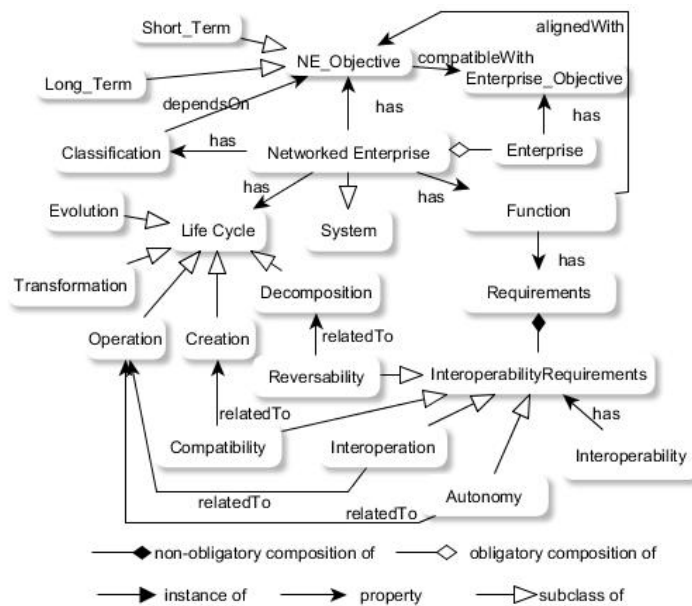 Short_Term
alignedWith
NE_Objective
compatibleWith
Enterprise_Objective
Long_Term
dependsOn
has
has
has
Classification
Networked Enterprise
Enterprise
has
has
Evolution
Function
Life Cycle
System
has
Transformation
Decomposition
Requirements
Operation
Creation
relatedTo
Reversability
InteroperabilityRequirements
relatedTo
has
Compatibility
Interoperation
Interoperability
relatedTo
Autonomy
relatedTo
non-obligatory composition of
obligatory composition of
instance of
property
subclass of